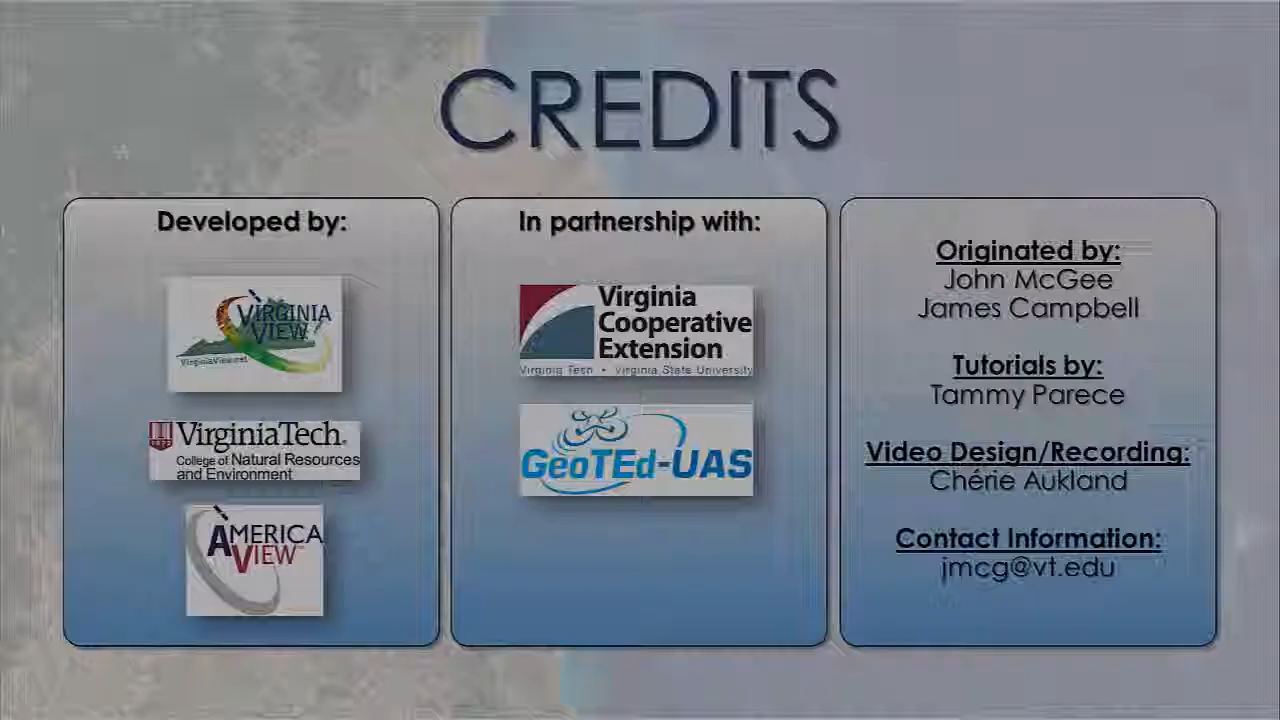 CREDITS
Developed by:
VIRGINIA
VIEW
VirginiaView.net
VirginiaTech
College of Natural Resources
and Environment
AMERICA
VIEW
In partnership with:
Virginia
Cooperative
Extension
Virginia Tech • Virginia State University
GeoTEd-UAS
Originated by:
John McGee
James Campbell
Tutorials by:
Tammy Parece
Video Design/Recording:
Chérie Aukland
Contact Information:
jmcg@vt.edu